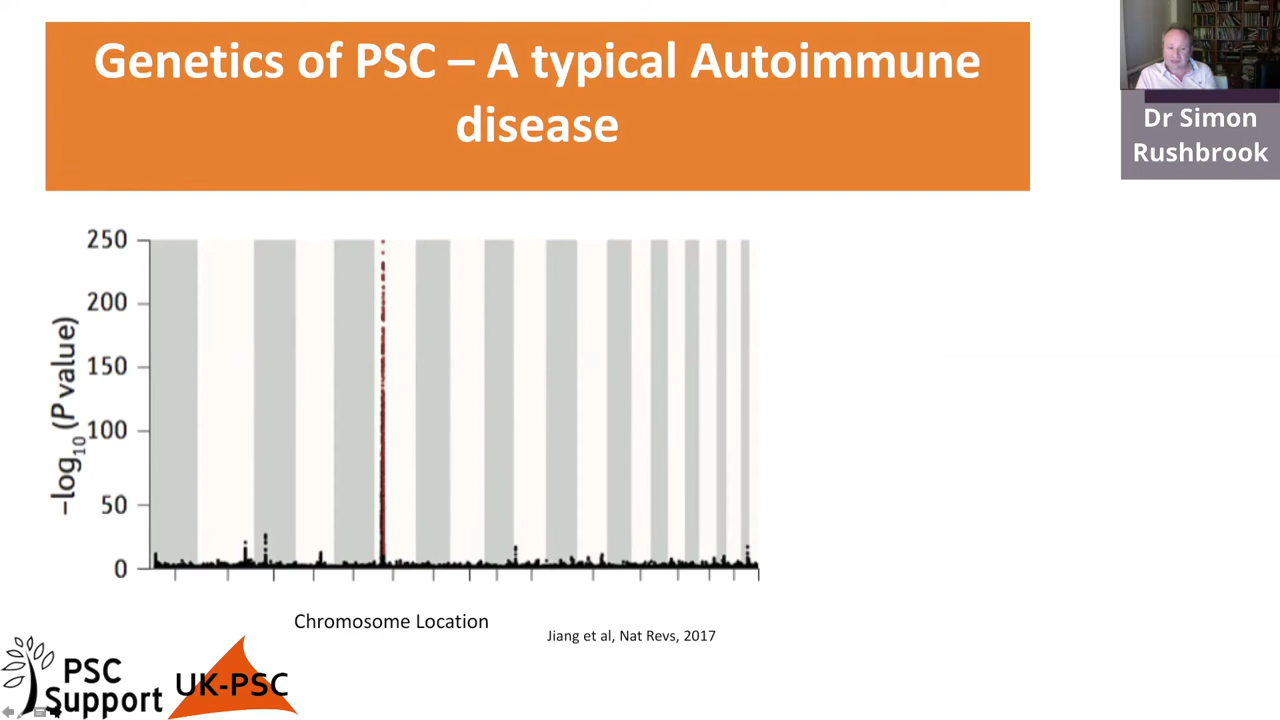 Genetics of PSC – A typical Autoimmune
disease
Dr Simon
Rushbrook
250
200
150
100
50
0
–log10 (P value)
Chromosome Location
Jiang et al, Nat Revs, 2017
PSC
Support
UK-PSC